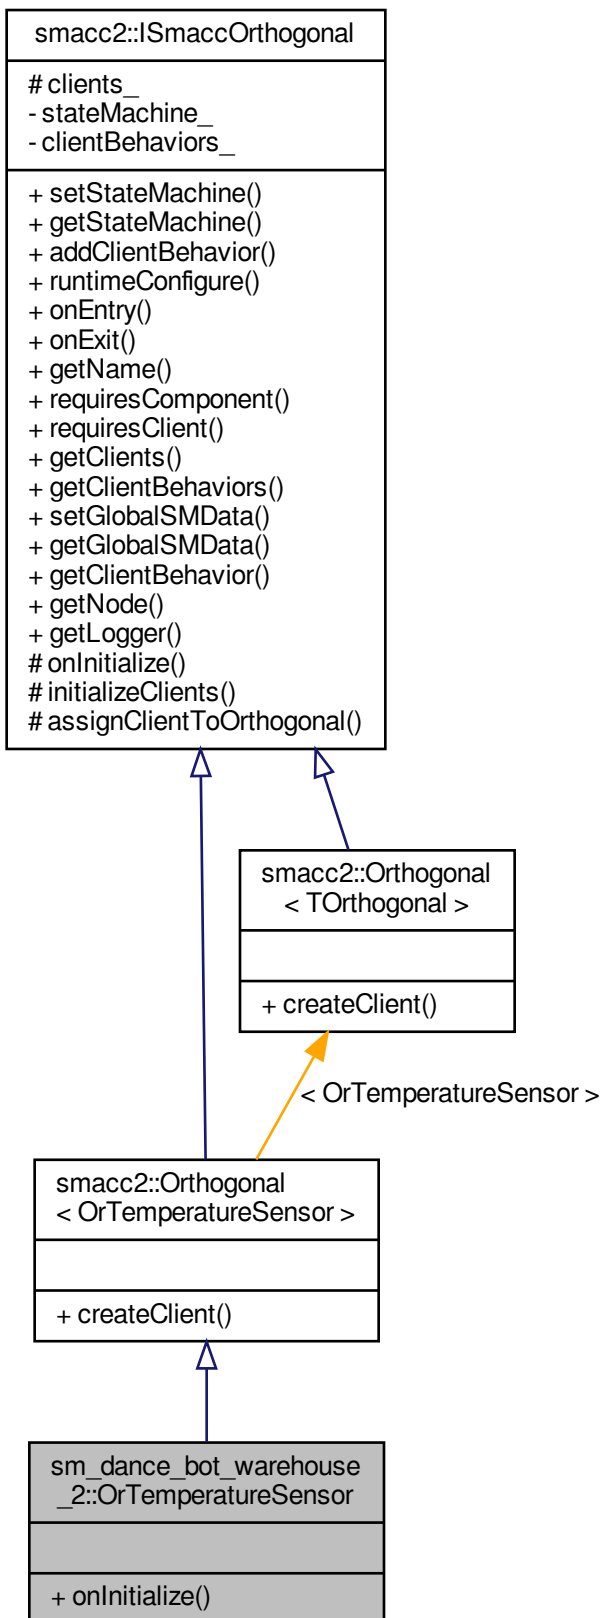 smacc2::ISmaccOrthogonal
# clients_
- stateMachine_
- clientBehaviors_
+ setStateMachine()
+ getStateMachine()
+ addClientBehavior()
+ runtimeConfigure()
+ onEntry()
+ onExit()
+ getName()
+ requiresComponent()
+ requiresClient()
+ getClients()
+ getClientBehaviors()
+ setGlobalSMData()
+ getGlobalSMData()
+ getClientBehavior()
+ getNode()
+ getLogger()
# onInitialize()
# initializeClients()
# assignClientToOrthogonal()
smacc2::Orthogonal
< TOrthogonal >
+ createClient()
< OrTemperatureSensor >
smacc2::Orthogonal
< OrTemperatureSensor >
+ createClient()
sm_dance_bot_warehouse
_2::OrTemperatureSensor
+ onInitialize()